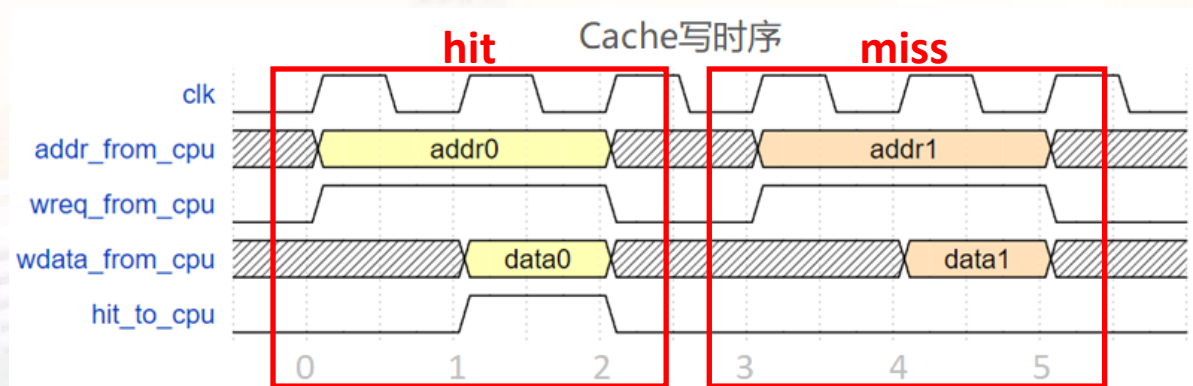 Cache写时序
hit
miss
clk
addr_from_cpu
addr0
addr1
wreq_from_cpu
wdata_from_cpu
data0
data1
hit_to_cpu
0 1 2 3 4 5